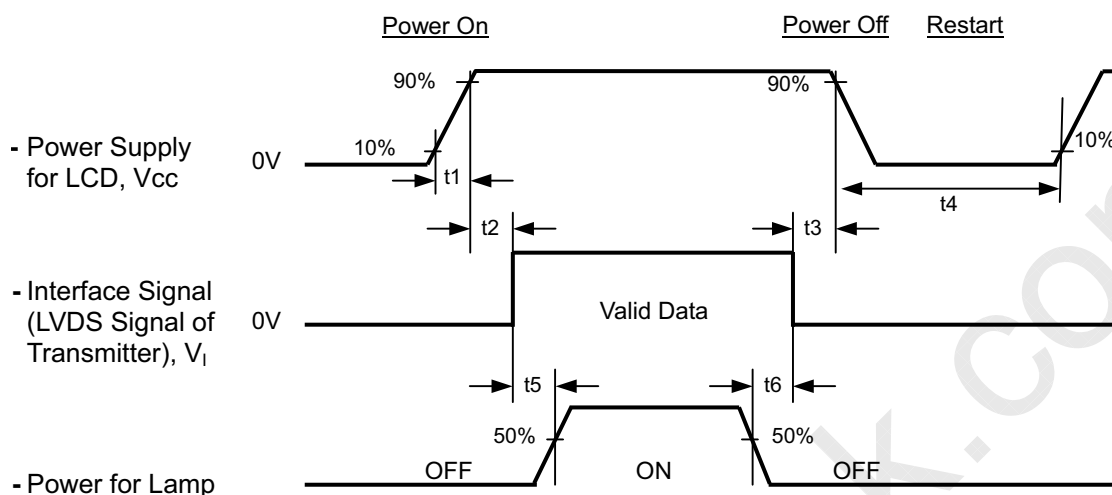 Power On
Power Off Restart
90%
90%
- Power Supply
for LCD, Vcc
0V
10%
10%
t1
t4
t2
t3
- Interface Signal
(LVDS Signal of
Transmitter), VI
0V
Valid Data
t5
t6
50%
50%
- Power for Lamp
OFF
ON
OFF
k.com